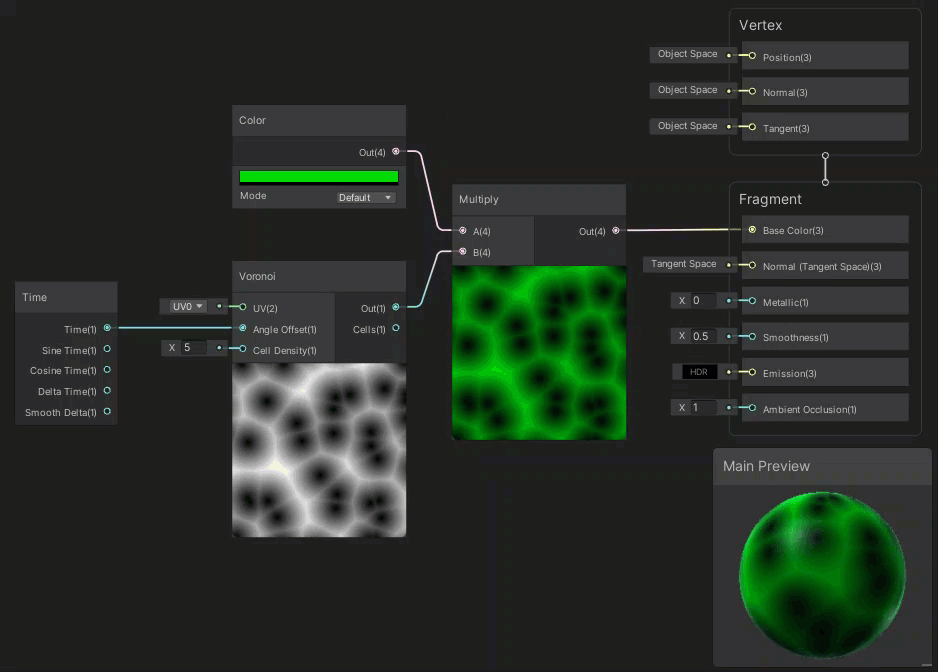 Vertex
Object Space
Position(3)
Object Space
Normal(3)
Object Space
Tangent(3)
Color
Out(4)
Mode
Default
Multiply
A(4)
Out(4)
B(4)
Fragment
Base Color(3)
Tangent Space
Normal (Tangent Space)(3)
X 0
Metallic(1)
X 0.5
Smoothness(1)
HDR
Emission(3)
X 1
Ambient Occlusion(1)
Time
Time(1)
Sine Time(1)
Cosine Time(1)
Delta Time(1)
Smooth Delta(1)
Voronoi
UV0
UV(2)
Out(1)
Angle Offset(1)
Cells(1)
X 5
Cell Density(1)
Main Preview